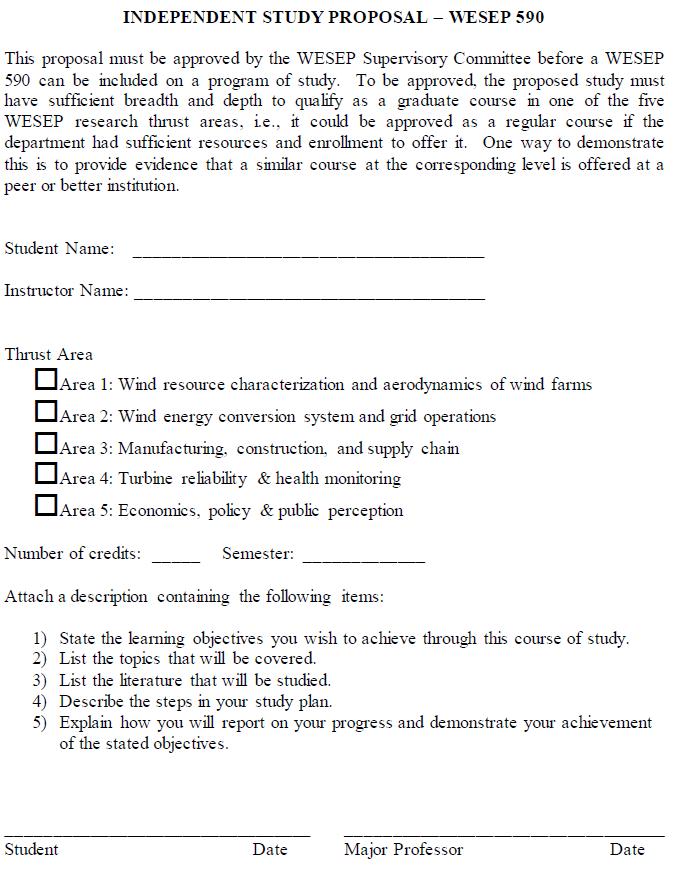 INDEPENDENT STUDY PROPOSAL – WESEP 590
This proposal must be approved by the WESEP Supervisory Committee before a WESEP
590 can be included on a program of study. To be approved, the proposed study must
have sufficient breadth and depth to qualify as a graduate course in one of the five
WESEP research thrust areas, i.e., it could be approved as a regular course if the
department had sufficient resources and enrollment to offer it. One way to demonstrate
this is to provide evidence that a similar course at the corresponding level is offered at a
peer or better institution.
Student Name: ____________________________________
Instructor Name: ____________________________________
Thrust Area
☐ Area 1: Wind resource characterization and aerodynamics of wind farms
☐ Area 2: Wind energy conversion system and grid operations
☐ Area 3: Manufacturing, construction, and supply chain
☐ Area 4: Turbine reliability & health monitoring
☐ Area 5: Economics, policy & public perception
Number of credits: _____ Semester: _____________
Attach a description containing the following items:
1) State the learning objectives you wish to achieve through this course of study.
2) List the topics that will be covered.
3) List the literature that will be studied.
4) Describe the steps in your study plan.
5) Explain how you will report on your progress and demonstrate your achievement
of the stated objectives.
Student Date Major Professor Date